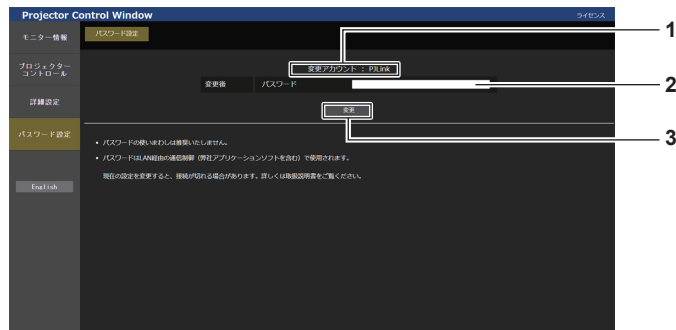 Projector Control Window
ライセンス
モニター情報
パスワード設定
プロジェクター
コントロール
詳細設定
パスワード設定
English
変更アカウント : PJLink
変更後 パスワード
変更
• パスワードの使いまわしは推奨いたしません。
• パスワードはLAN経由の通信制御（弊社アプリケーションソフトを含む）で使用されます。
現在の設定を変更すると、接続が切れる場合があります。詳しくは取扱説明書をご覧ください。
1
2
3